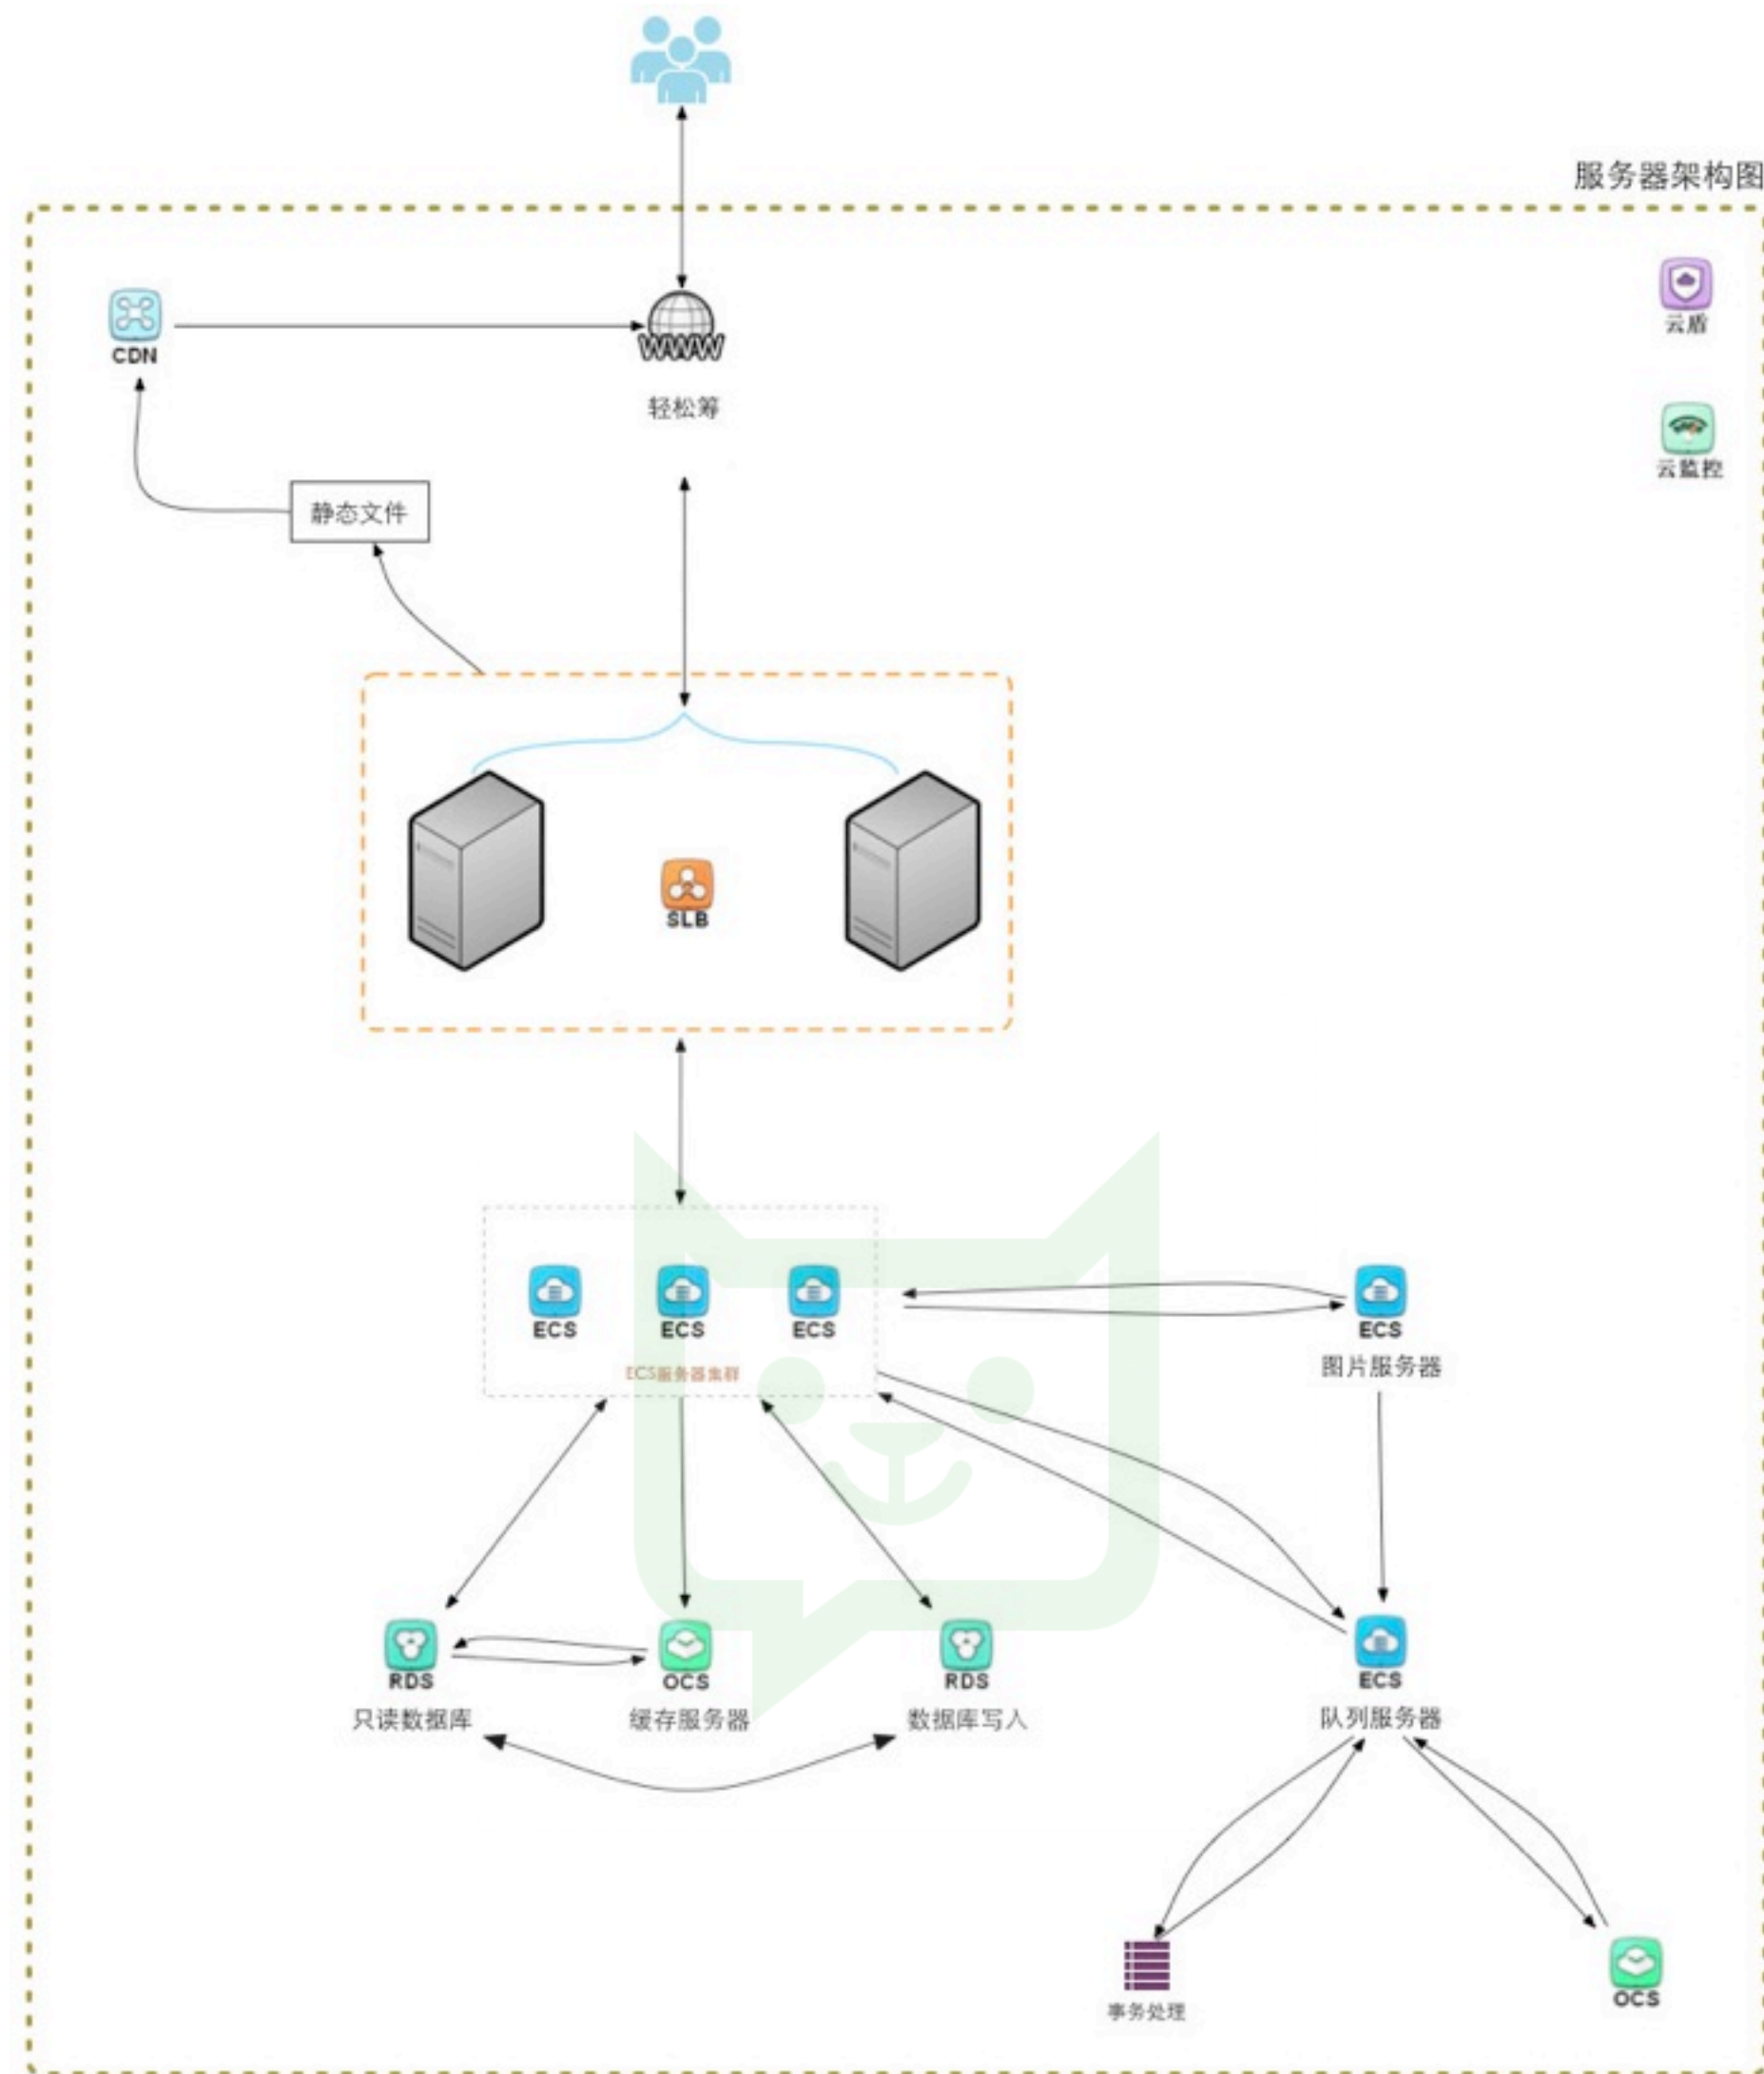 服务器架构图
CDN
WWW
轻松筹
云盾
云监控
静态文件
SLB
ECS
ECS
ECS
ECS服务器集群
ECS
图片服务器
RDS
只读数据库
OCS
缓存服务器
RDS
数据库写人
ECS
队列服务器
事务处理
OCS